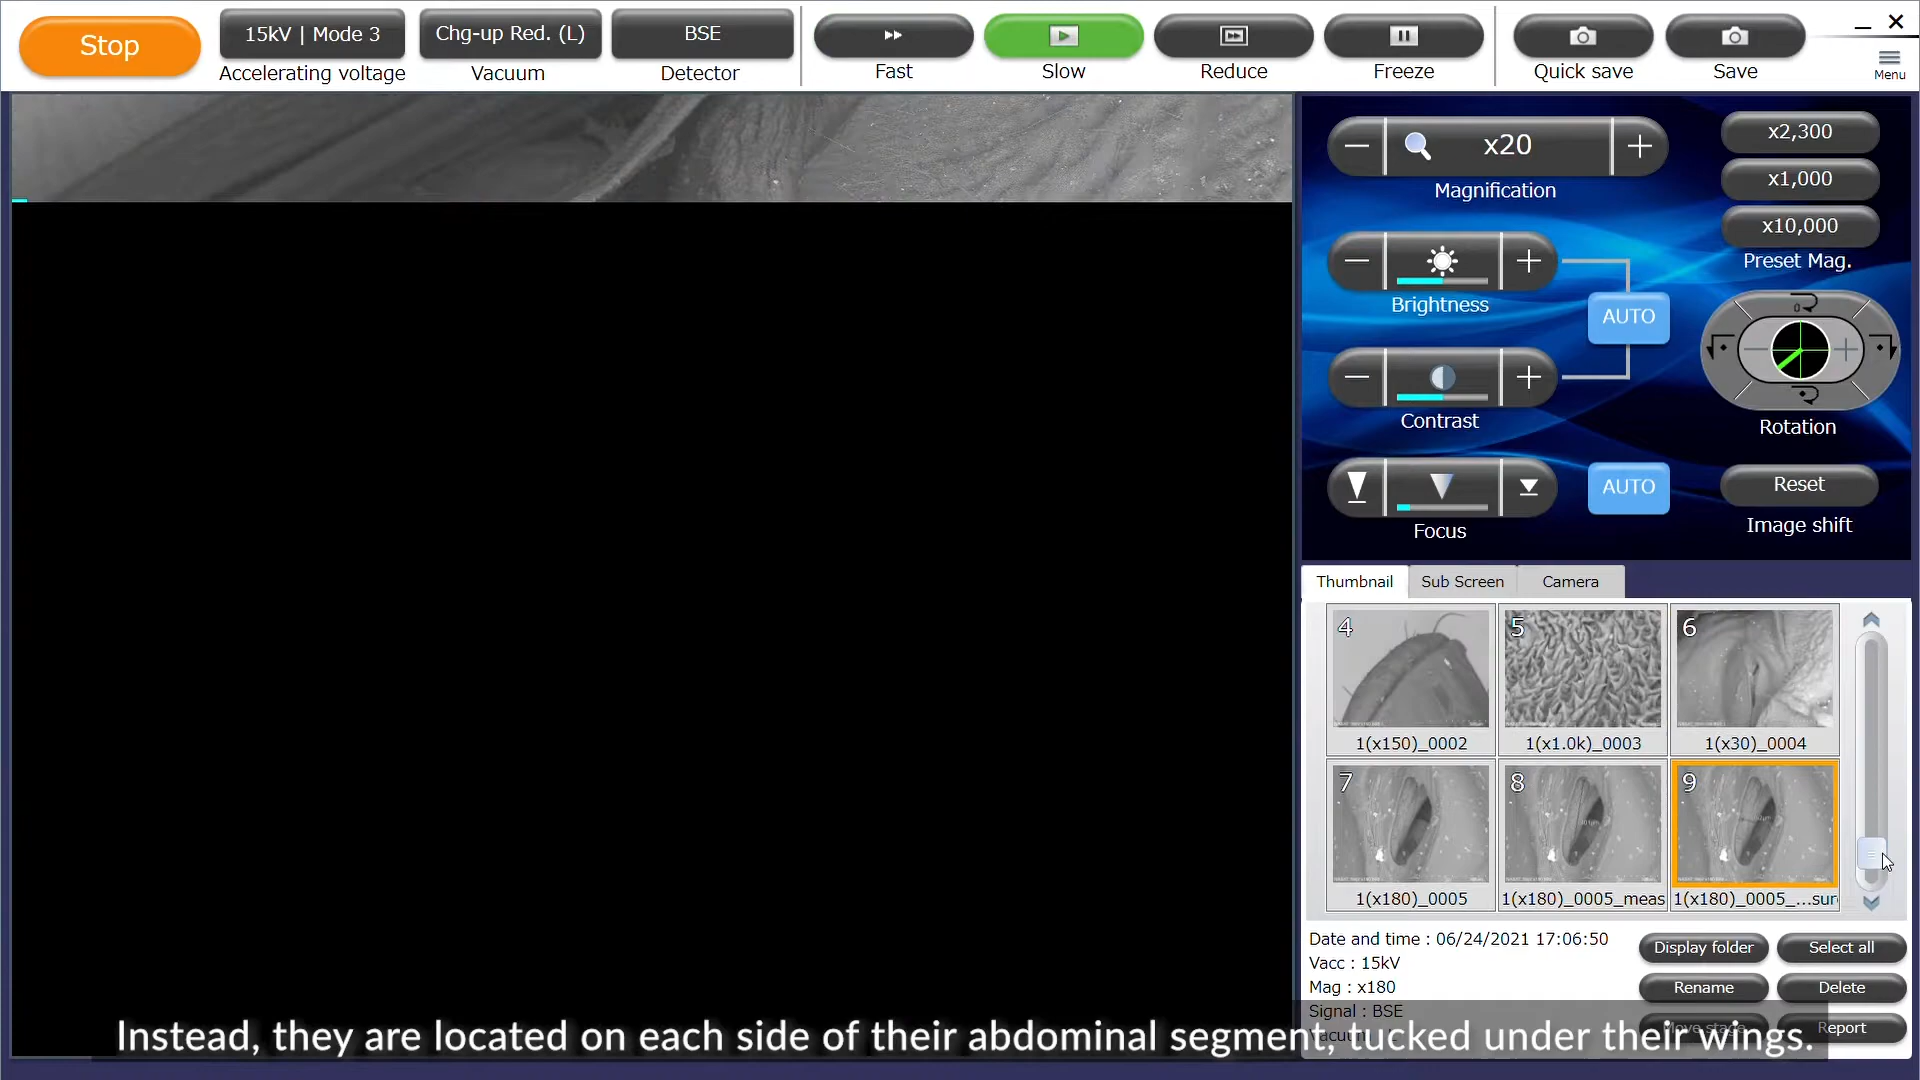 Stop
15kV | Mode 3
Accelerating voltage
Chg-up Red. (L)
Vacuum
BSE
Detector
Fast
Slow
Reduce
Freeze
Quick save
Save
Menu
x20
Magnification
x2,300
x1,000
x10,000
Preset Mag.
Brightness
AUTO
Contrast
Rotation
Focus
AUTO
Reset
Image shift
Thumbnail
Sub Screen
Camera
4
1(x150)_0002
5
1(x1.0k)_0003
6
1(x30)_0004
7
1(x180)_0005
8
1(x180)_0005_meas
9
1(x180)_0005_...sur
Date and time : 06/24/2021 17:06:50
Vacc : 15kV
Mag : x180
Signal : BSE
Display folder
Select all
Rename
Delete
Move stage
Report
Instead, they are located on each side of their abdominal segment, tucked under their wings.